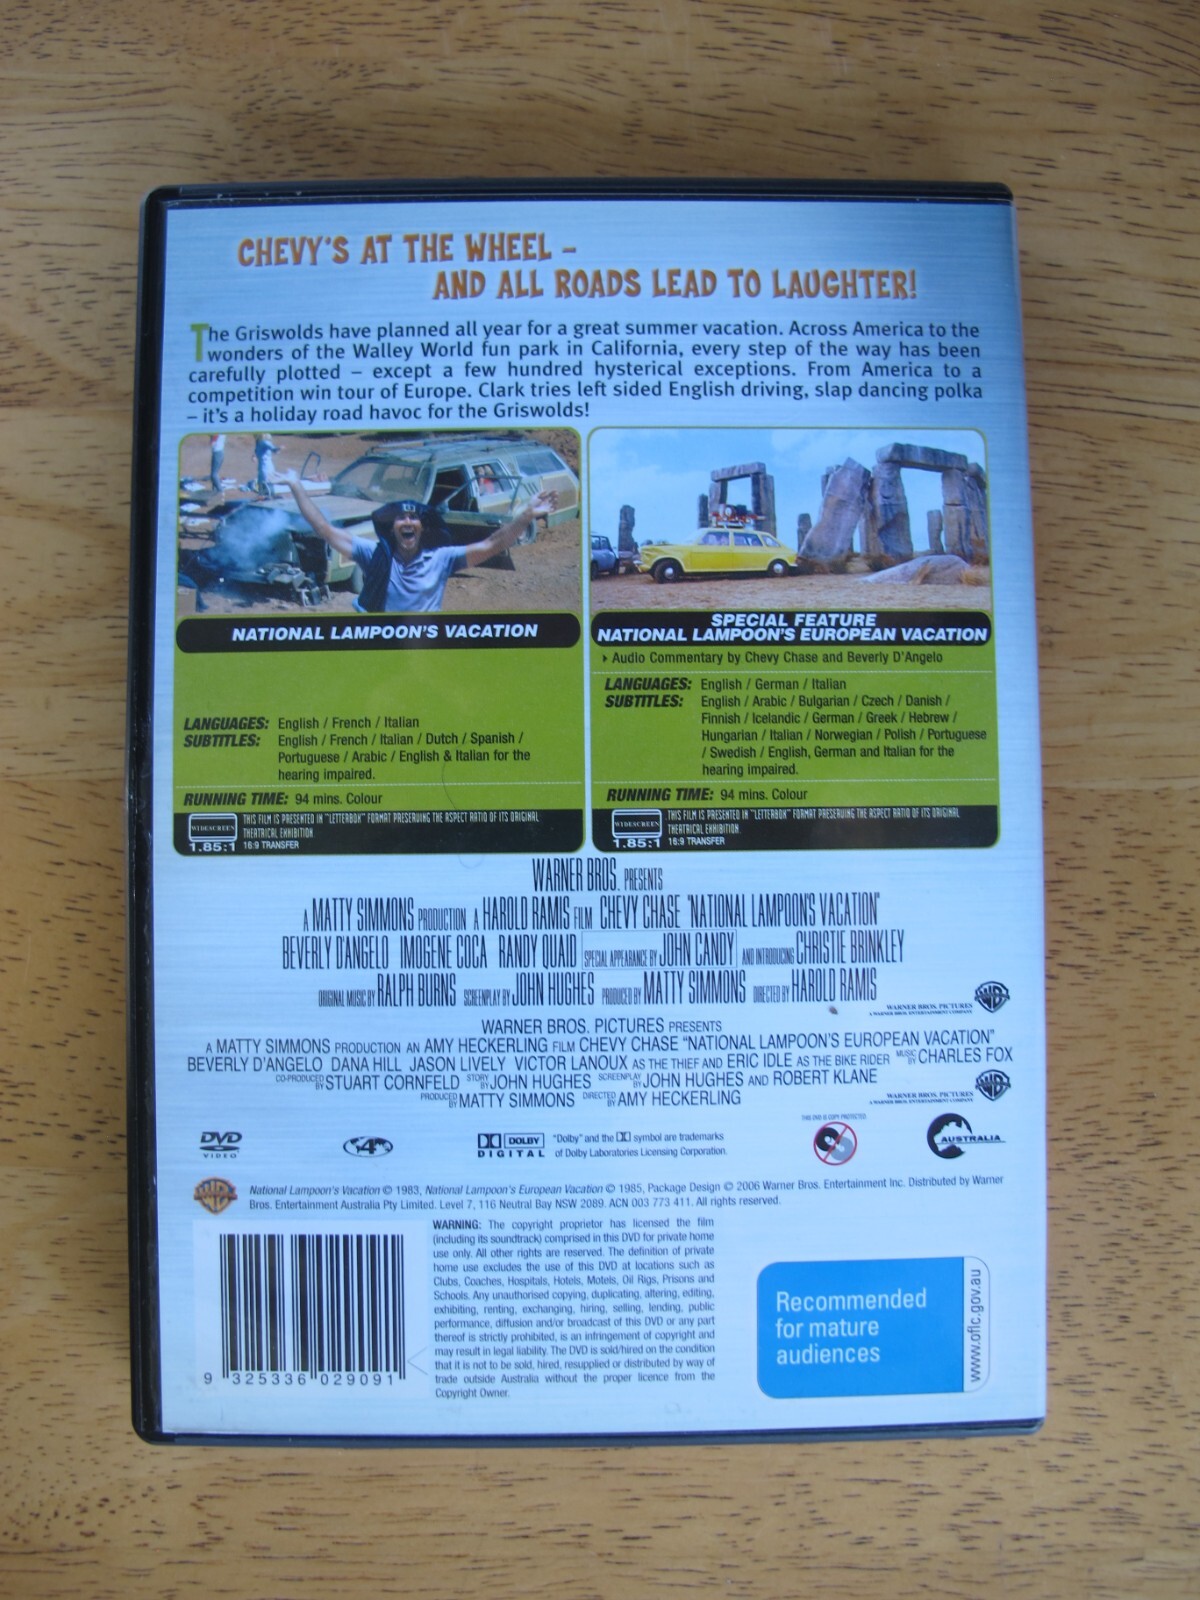 CHEVY'S AT THE WHEEL –
AND ALL ROADS LEAD TO LAUGHTER!
The Griswolds have planned all year for a great summer vacation. Across America to the
wonders of the Walley World fun park in California, every step of the way has been
carefully plotted – except a few hundred hysterical exceptions. From America to a
competition win tour of Europe. Clark tries left sided English driving, slap dancing polka
– it's a holiday road havoc for the Griswolds!
NATIONAL LAMPOON'S VACATION
LANGUAGES: English / French / Italian
SUBTITLES: English / French / Italian / Dutch / Spanish /
Portuguese / Arabic / English & Italian for the
hearing impaired.
RUNNING TIME: 94 mins. Colour
WIDESCREEN
1.85:1
THIS FILM IS PRESENTED IN "LETTERBOX" FORMAT PRESERVING THE ASPECT RATIO OF ITS ORIGINAL
THEATRICAL EXHIBITION
16:9 TRANSFER
SPECIAL FEATURE
NATIONAL LAMPOON'S EUROPEAN VACATION
Audio Commentary by Chevy Chase and Beverly D'Angelo
LANGUAGES: English / German / Italian
SUBTITLES: English / Arabic / Bulgarian / Czech / Danish /
Finnish / Icelandic / German / Greek / Hebrew /
Hungarian / Italian / Norwegian / Polish / Portuguese
/ Swedish / English, German and Italian for the
hearing impaired.
RUNNING TIME: 94 mins. Colour
WIDESCREEN
1.85:1
THIS FILM IS PRESENTED IN "LETTERBOX" FORMAT PRESERVING THE ASPECT RATIO OF ITS ORIGINAL
THEATRICAL EXHIBITION.
16:9 TRANSFER
WARNER BROS. PRESENTS
A MATTY SIMMONS PRODUCTION A HAROLD RAMIS FILM CHEVY CHASE "NATIONAL LAMPOON'S VACATION"
BEVERLY D'ANGELO IMOGENE COCA RANDY QUAID SPECIAL APPEARANCE BY JOHN CANDY AND INTRODUCING CHRISTIE BRINKLEY
ORIGINAL MUSIC BY RALPH BURNS SCREENPLAY BY JOHN HUGHES PRODUCED BY MATTY SIMMONS DIRECTED BY HAROLD RAMIS
WARNER BROS. PICTURES
A WARNER BROS. ENTERTAINMENT COMPANY
WARNER BROS. PICTURES PRESENTS
A MATTY SIMMONS PRODUCTION AN AMY HECKERLING FILM CHEVY CHASE "NATIONAL LAMPOON'S EUROPEAN VACATION"
BEVERLY D'ANGELO DANA HILL JASON LIVELY VICTOR LANOUX AS THE THIEF AND ERIC IDLE AS THE BIKE RIDER MUSIC BY CHARLES FOX
CO-PRODUCED BY STUART CORNFELD STORY BY JOHN HUGHES SCREENPLAY BY JOHN HUGHES AND ROBERT KLANE
PRODUCED BY MATTY SIMMONS DIRECTED BY AMY HECKERLING
WARNER BROS. PICTURES
A WARNER BROS. ENTERTAINMENT COMPANY
DVD
VIDEO
4
DOLBY
DIGITAL
"Dolby" and the symbol are trademarks
of Dolby Laboratories Licensing Corporation.
THIS DVD IS COPY PROTECTED.
AUSTRALIA
National Lampoon's Vacation © 1983, National Lampoon's European Vacation © 1985, Package Design © 2006 Warner Bros. Entertainment Inc. Distributed by Warner
Bros. Entertainment Australia Pty Limited. Level 7, 116 Neutral Bay NSW 2089. ACN 003 773 411. All rights reserved.
WARNING: The copyright proprietor has licensed the film
(including its soundtrack) comprised in this DVD for private home
use only. All other rights are reserved. The definition of private
home use excludes the use of this DVD at locations such as
Clubs, Coaches, Hospitals, Hotels, Motels, Oil Rigs, Prisons and
Schools. Any unauthorised copying, duplicating, altering, editing,
exhibiting, renting, exchanging, hiring, selling, lending, public
performance, diffusion and/or broadcast of this DVD or any part
thereof is strictly prohibited, is an infringement of copyright and
may result in legal liability. The DVD is sold/hired on the condition
that it is not to be sold, hired, resupplied or distributed by way of
trade outside Australia without the proper licence from the
Copyright Owner.
9 325336 029091
Recommended
for mature
audiences
www.oflc.gov.au